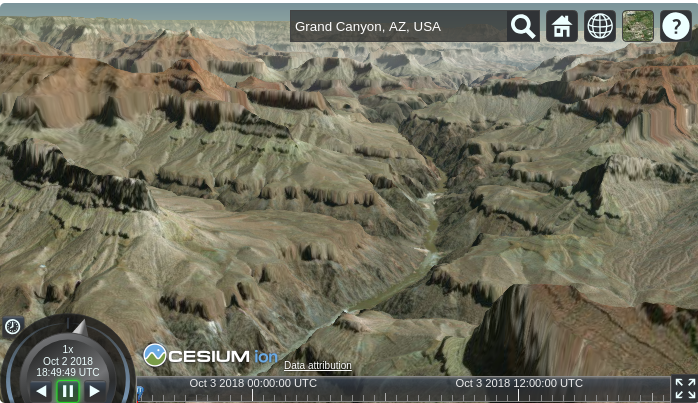 Grand Canyon, AZ, USA
?
1x
Oct 2 2018
18:49:49 UTC
CESIUM ion
Data attribution
Oct 3 2018 00:00:00 UTC
Oct 3 2018 12:00:00 UTC